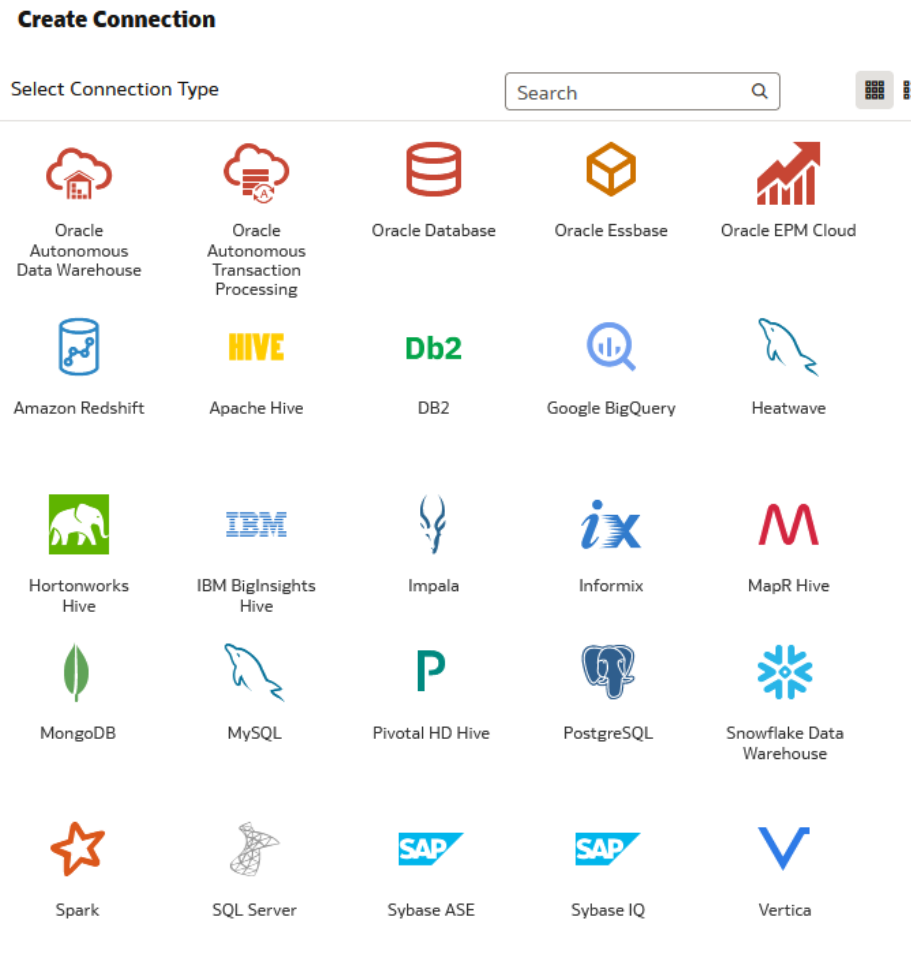 Create Connection
Select Connection Type
Search
Oracle
Autonomous
Data Warehouse
Oracle
Autonomous
Transaction
Processing
Oracle Database
Oracle Essbase
Oracle EPM Cloud
A
HIVE
Db2
Amazon Redshift
Apache Hive
DB2
Google BigQuery
Heatwave
IBM
ix
Hortonworks
Hive
IBM BigInsights
Hive
Impala
Informix
MapR Hive
P
MongoDB
MySQL
Pivotal HD Hive
PostgreSQL
Snowflake Data
Warehouse
SAP
SAP
Spark
SQL Server
Sybase ASE
Sybase IQ
Vertica